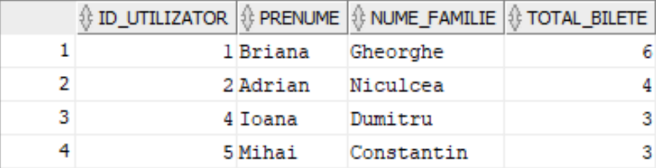 ID_UTILIZATOR PRENUME NUME_FAMILIE TOTAL_BILETE
1 1 Briana Gheorghe 6
2 2 Adrian Niculcea 4
3 4 Ioana Dumitru 3
4 5 Mihai Constantin 3